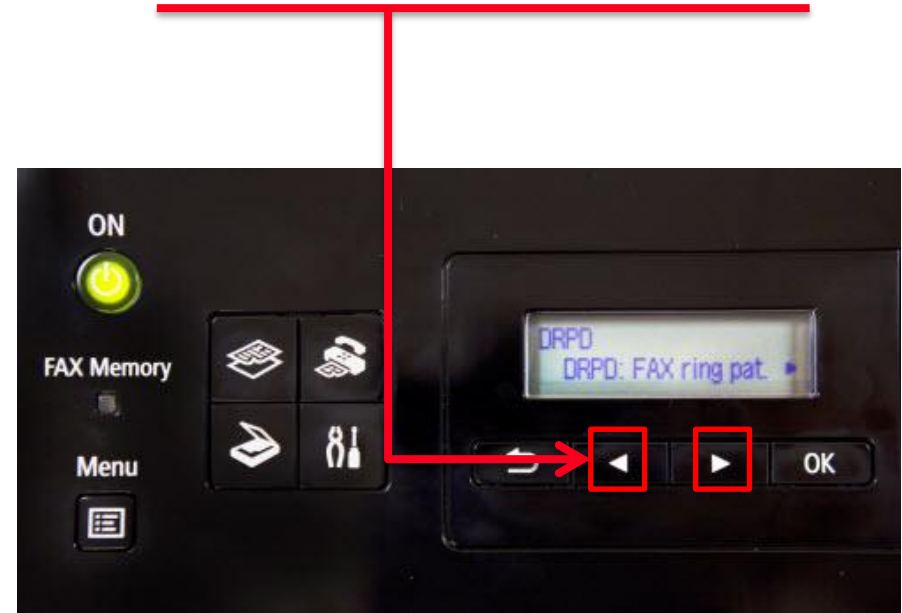 ON
FAX Memory
Menu
DRPD
DRPD: FAX ring pat.
OK